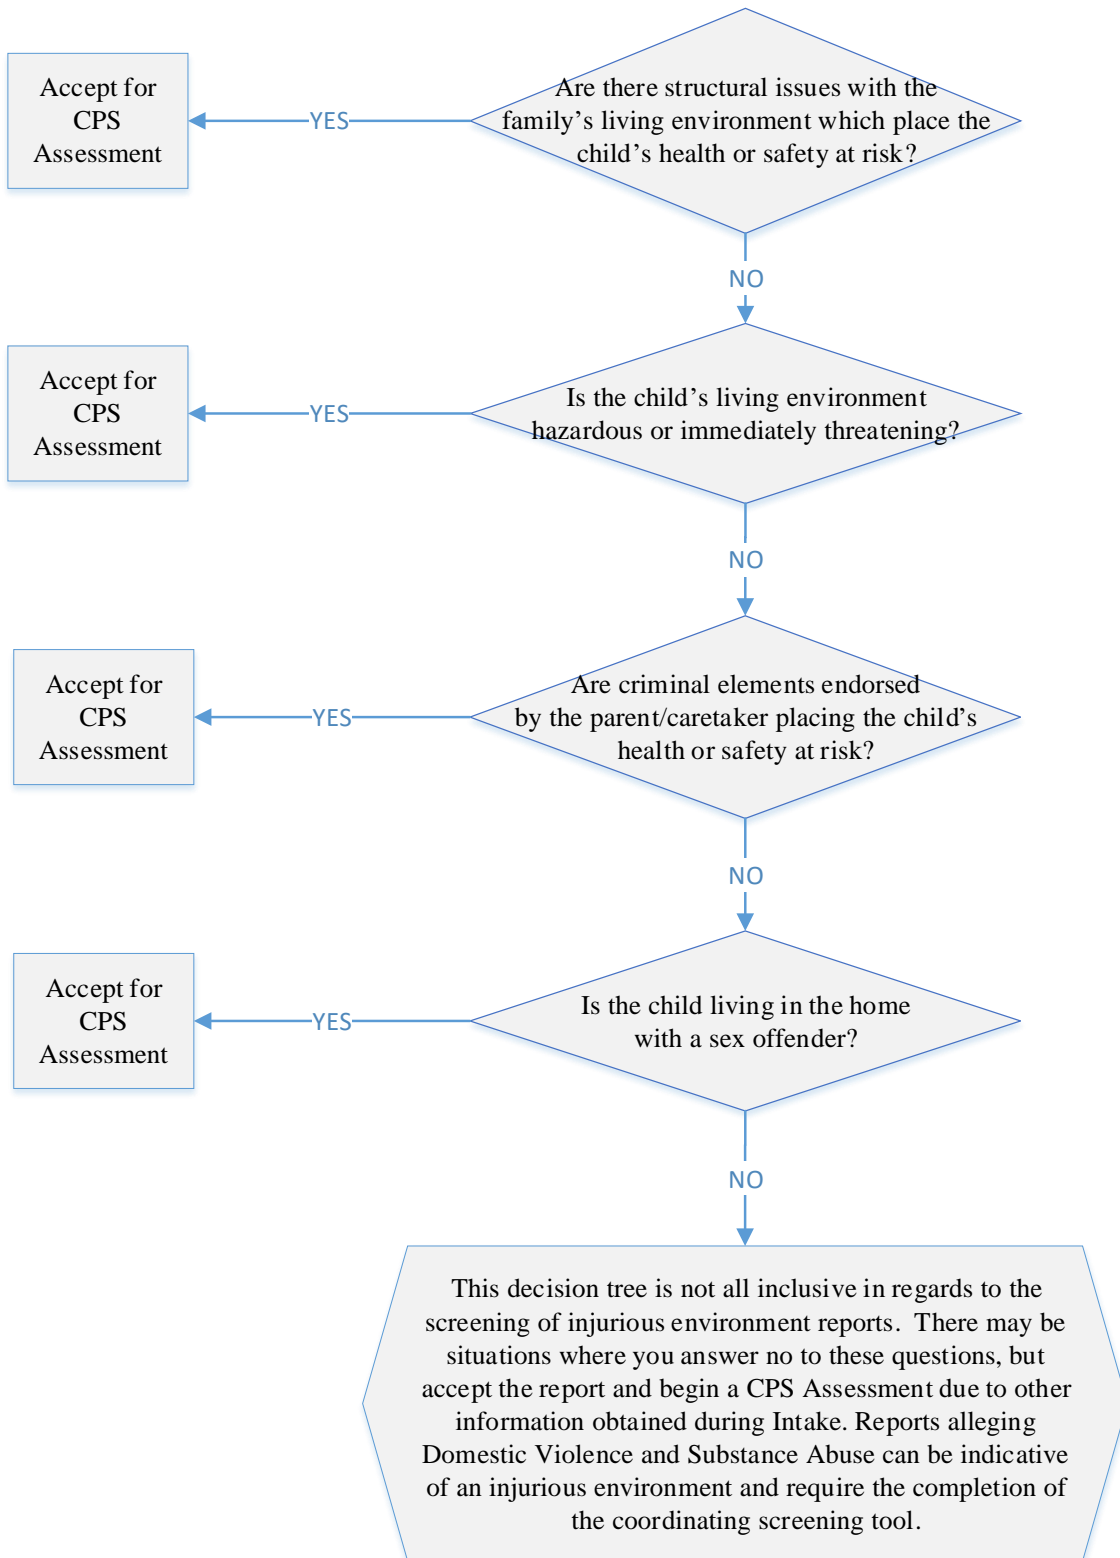 Are there structural issues with the
family’s living environment which place the
child’s health or safety at risk?
YES
Accept for
CPS
Assessment
NO
Is the child’s living environment
hazardous or immediately threatening?
YES
Accept for
CPS
Assessment
NO
Are criminal elements endorsed
by the parent/caretaker placing the child’s
health or safety at risk?
YES
Accept for
CPS
Assessment
NO
Is the child living in the home
with a sex offender?
YES
Accept for
CPS
Assessment
NO
This decision tree is not all inclusive in regards to the
screening of injurious environment reports.  There may be
situations where you answer no to these questions, but
accept the report and begin a CPS Assessment due to other
information obtained during Intake. Reports alleging
Domestic Violence and Substance Abuse can be indicative
of an injurious environment and require the completion of
the coordinating screening tool.